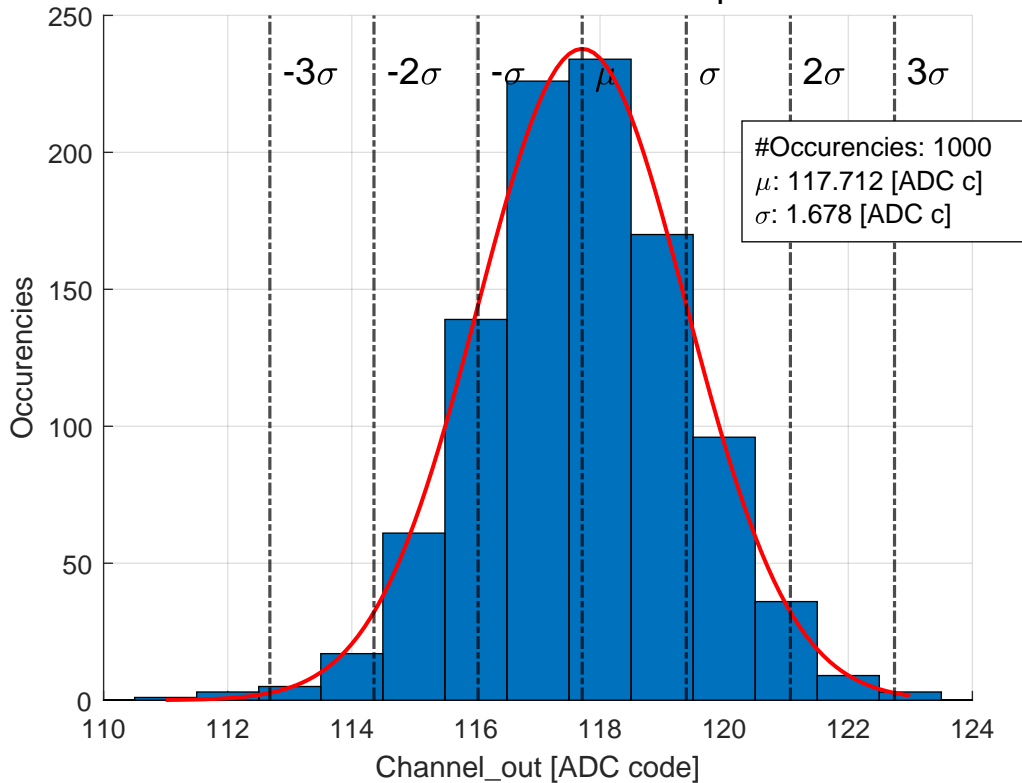 250
200
150
100
50
0
Occurencies
-3σ
-2σ
-σ
μ
σ
2σ
3σ
#Occurencies: 1000
μ: 117.712 [ADC c]
σ: 1.678 [ADC c]
110 112 114 116 118 120 122 124
Channel_out [ADC code]